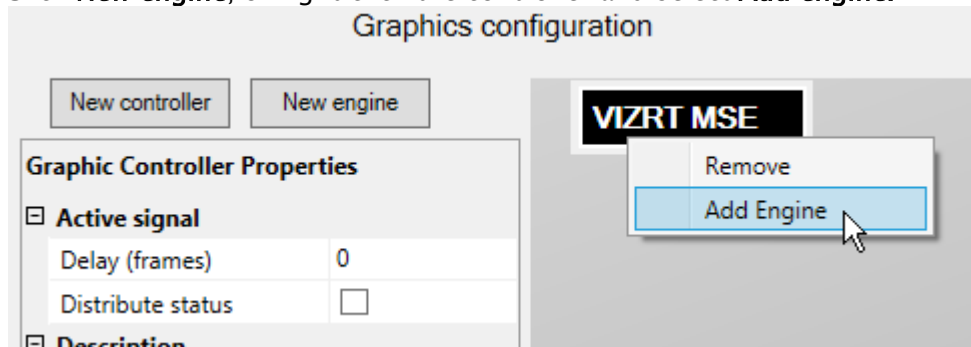 Graphics configuration
New controller
New engine
VIZRT MSE
Graphic Controller Properties
Remove
Active signal
Add Engine
Delay (frames)
0
Distribute status
Description